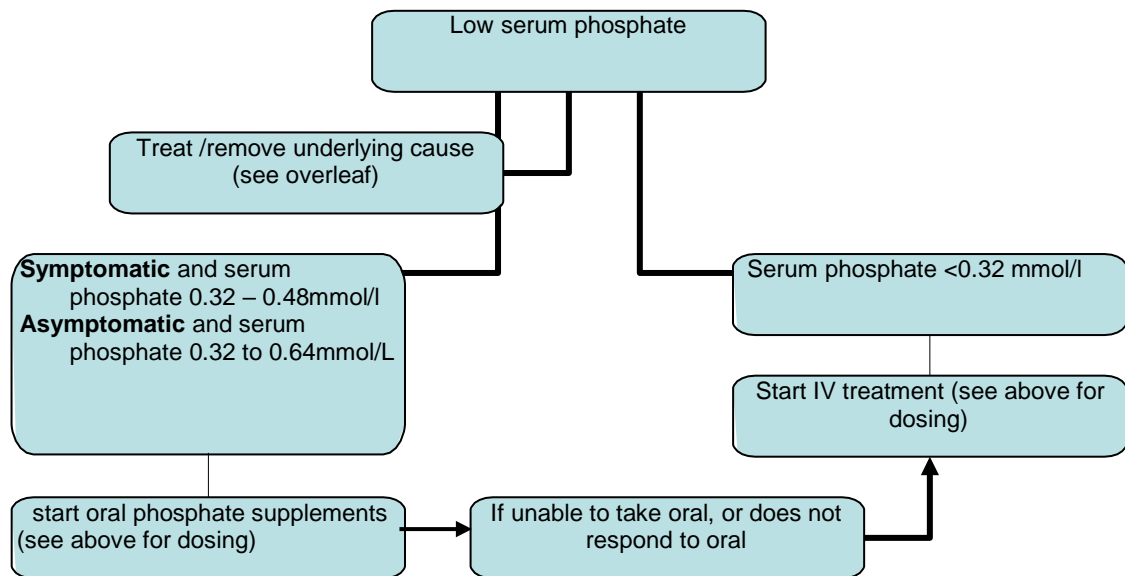 Low serum phosphate
Treat /remove underlying cause
(see overleaf)
Symptomatic and serum
phosphate 0.32 – 0.48mmol/l
Asymptomatic and serum
phosphate 0.32 to 0.64mmol/L
Serum phosphate <0.32 mmol/l
Start IV treatment (see above for
dosing)
start oral phosphate supplements
(see above for dosing)
If unable to take oral, or does not
respond to oral